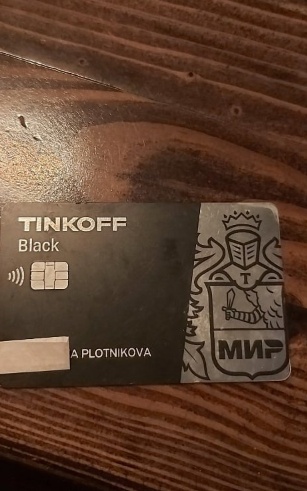 TINKOFF
Black
T
A PLOTNIKOVA
МИР